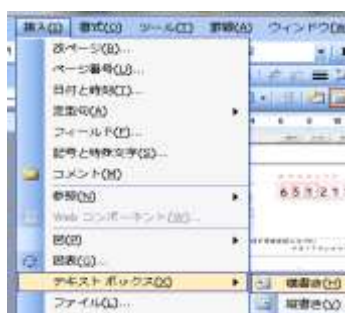 挿入(I) 書式(O) ツール(T) 罫線(A) ウィンドウ(W
改ページ(B)...
ページ番号(U)...
日付と時刻(T)...
定型句(A)
フィールド(F)...
記号と特殊文字(S)...
コメント(M)
参照(N)
Web コンポーネント(W)...
図(P)
図表(G)...
テキスト ボックス(X)
ファイル(L)...
横書き(H)
縦書き(V)
6 5 1 2 1